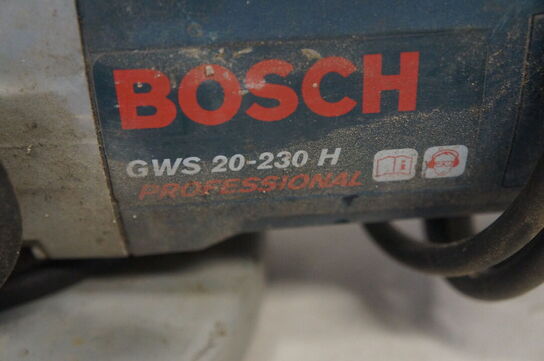 BOSCH
GWS 20-230 H
PROFESSIONAL